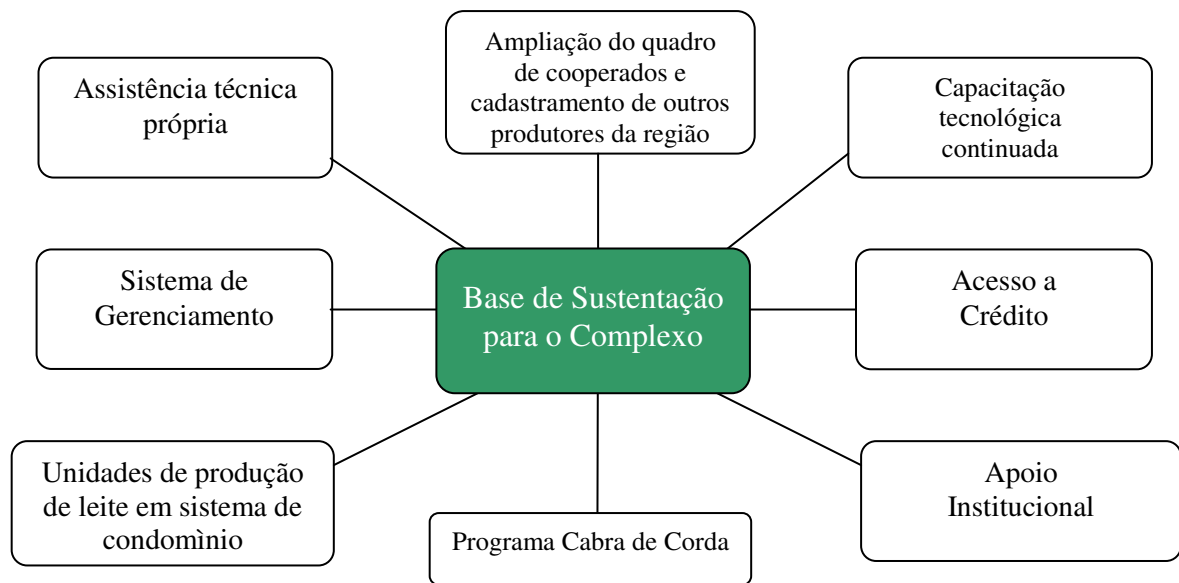 Assistência técnica
própria
Ampliação do quadro
de cooperados e
cadastramento de outros
produtores da região
Capacitação
tecnológica
continuada
Sistema de
Gerenciamento
Base de Sustentação
para o Complexo
Acesso a
Crédito
Unidades de produção
de leite em sistema de
condomìnio
Programa Cabra de Corda
Apoio
Institucional